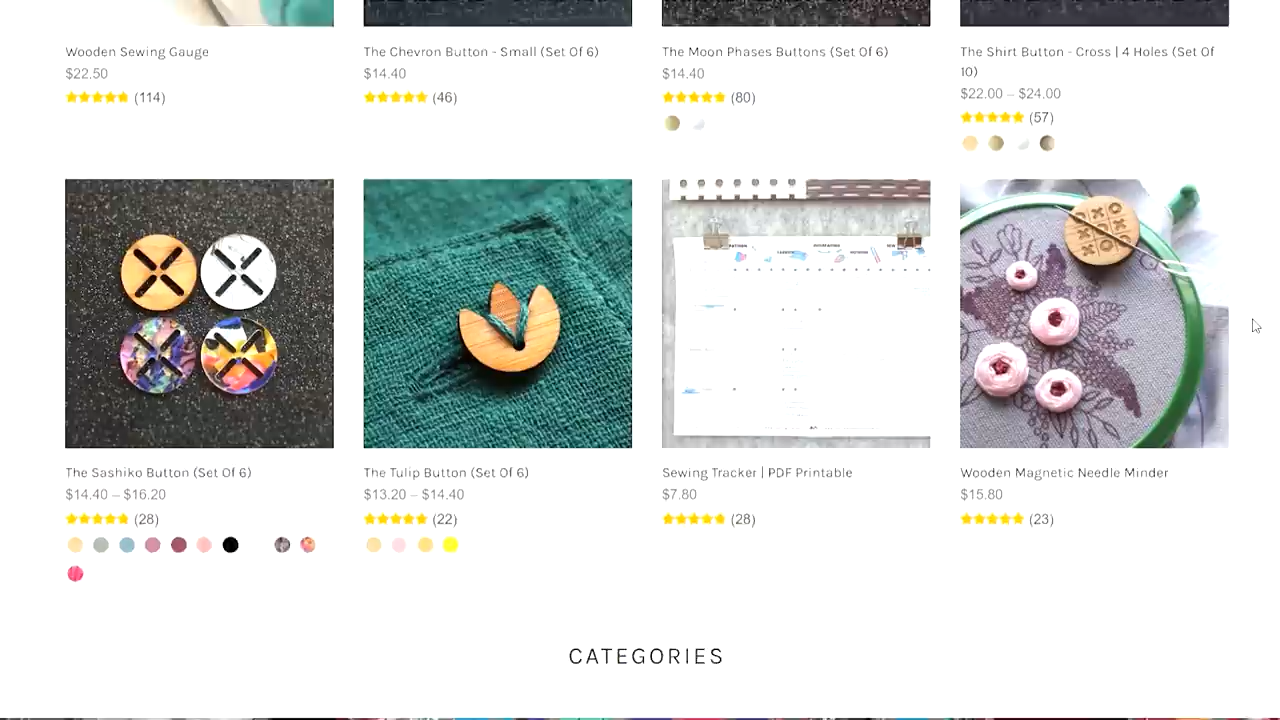 Wooden Sewing Gauge
$22.50
(114)
The Chevron Button - Small (Set Of 6)
$14.40
(46)
The Moon Phases Buttons (Set Of 6)
$14.40
(80)
The Shirt Button - Cross | 4 Holes (Set Of
10)
$22.00 – $24.00
(57)
The Sashiko Button (Set Of 6)
$14.40 – $16.20
(28)
The Tulip Button (Set Of 6)
$13.20 – $14.40
(22)
Sewing Tracker | PDF Printable
$7.80
(28)
Wooden Magnetic Needle Minder
$15.80
(23)
CATEGORIES